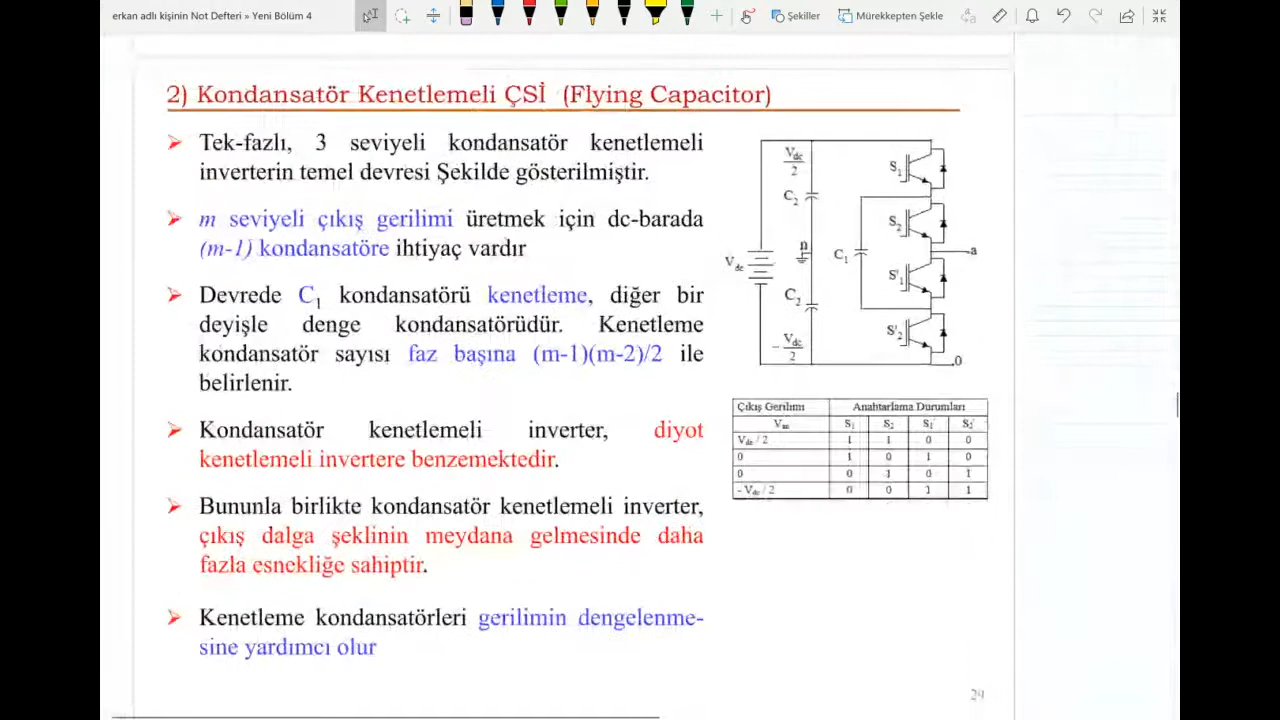 erkan adlı kişinin Not Defteri » Yeni Bölüm 4
Şekiller
Mürekkepten Şekle
2) Kondansatör Kenetlemeli ÇSİ (Flying Capacitor)
➢ Tek-fazlı, 3 seviyeli kondansatör kenetlemeli
inverterin temel devresi Şekilde gösterilmiştir.
➢ m seviyeli çıkış gerilimi üretmek için dc-barada
(m-1) kondansatöre ihtiyaç vardır
➢ Devrede C1 kondansatörü kenetleme, diğer bir
deyişle denge kondansatörüdür. Kenetleme
kondansatör sayısı faz başına (m-1)(m-2)/2 ile
belirlenir.
➢ Kondansatör kenetlemeli inverter, diyot
kenetlemeli invertere benzemektedir.
➢ Bununla birlikte kondansatör kenetlemeli inverter,
çıkış dalga şeklinin meydana gelmesinde daha
fazla esnekliğe sahiptir.
➢ Kenetleme kondansatörleri gerilimin dengelenme-
sine yardımcı olur
Vdc/2
S1
C2
S2
n
a
C1
Vdc
S'1
C2
S'2
-Vdc/2
0
Çıkış Gerilimi Anahtarlama Durumları
S1 S2 S1' S2'
Vdc / 2 1 1 0 0
0 1 0 1 0
0 0 1 0 1
- Vdc / 2 0 0 1 1
29